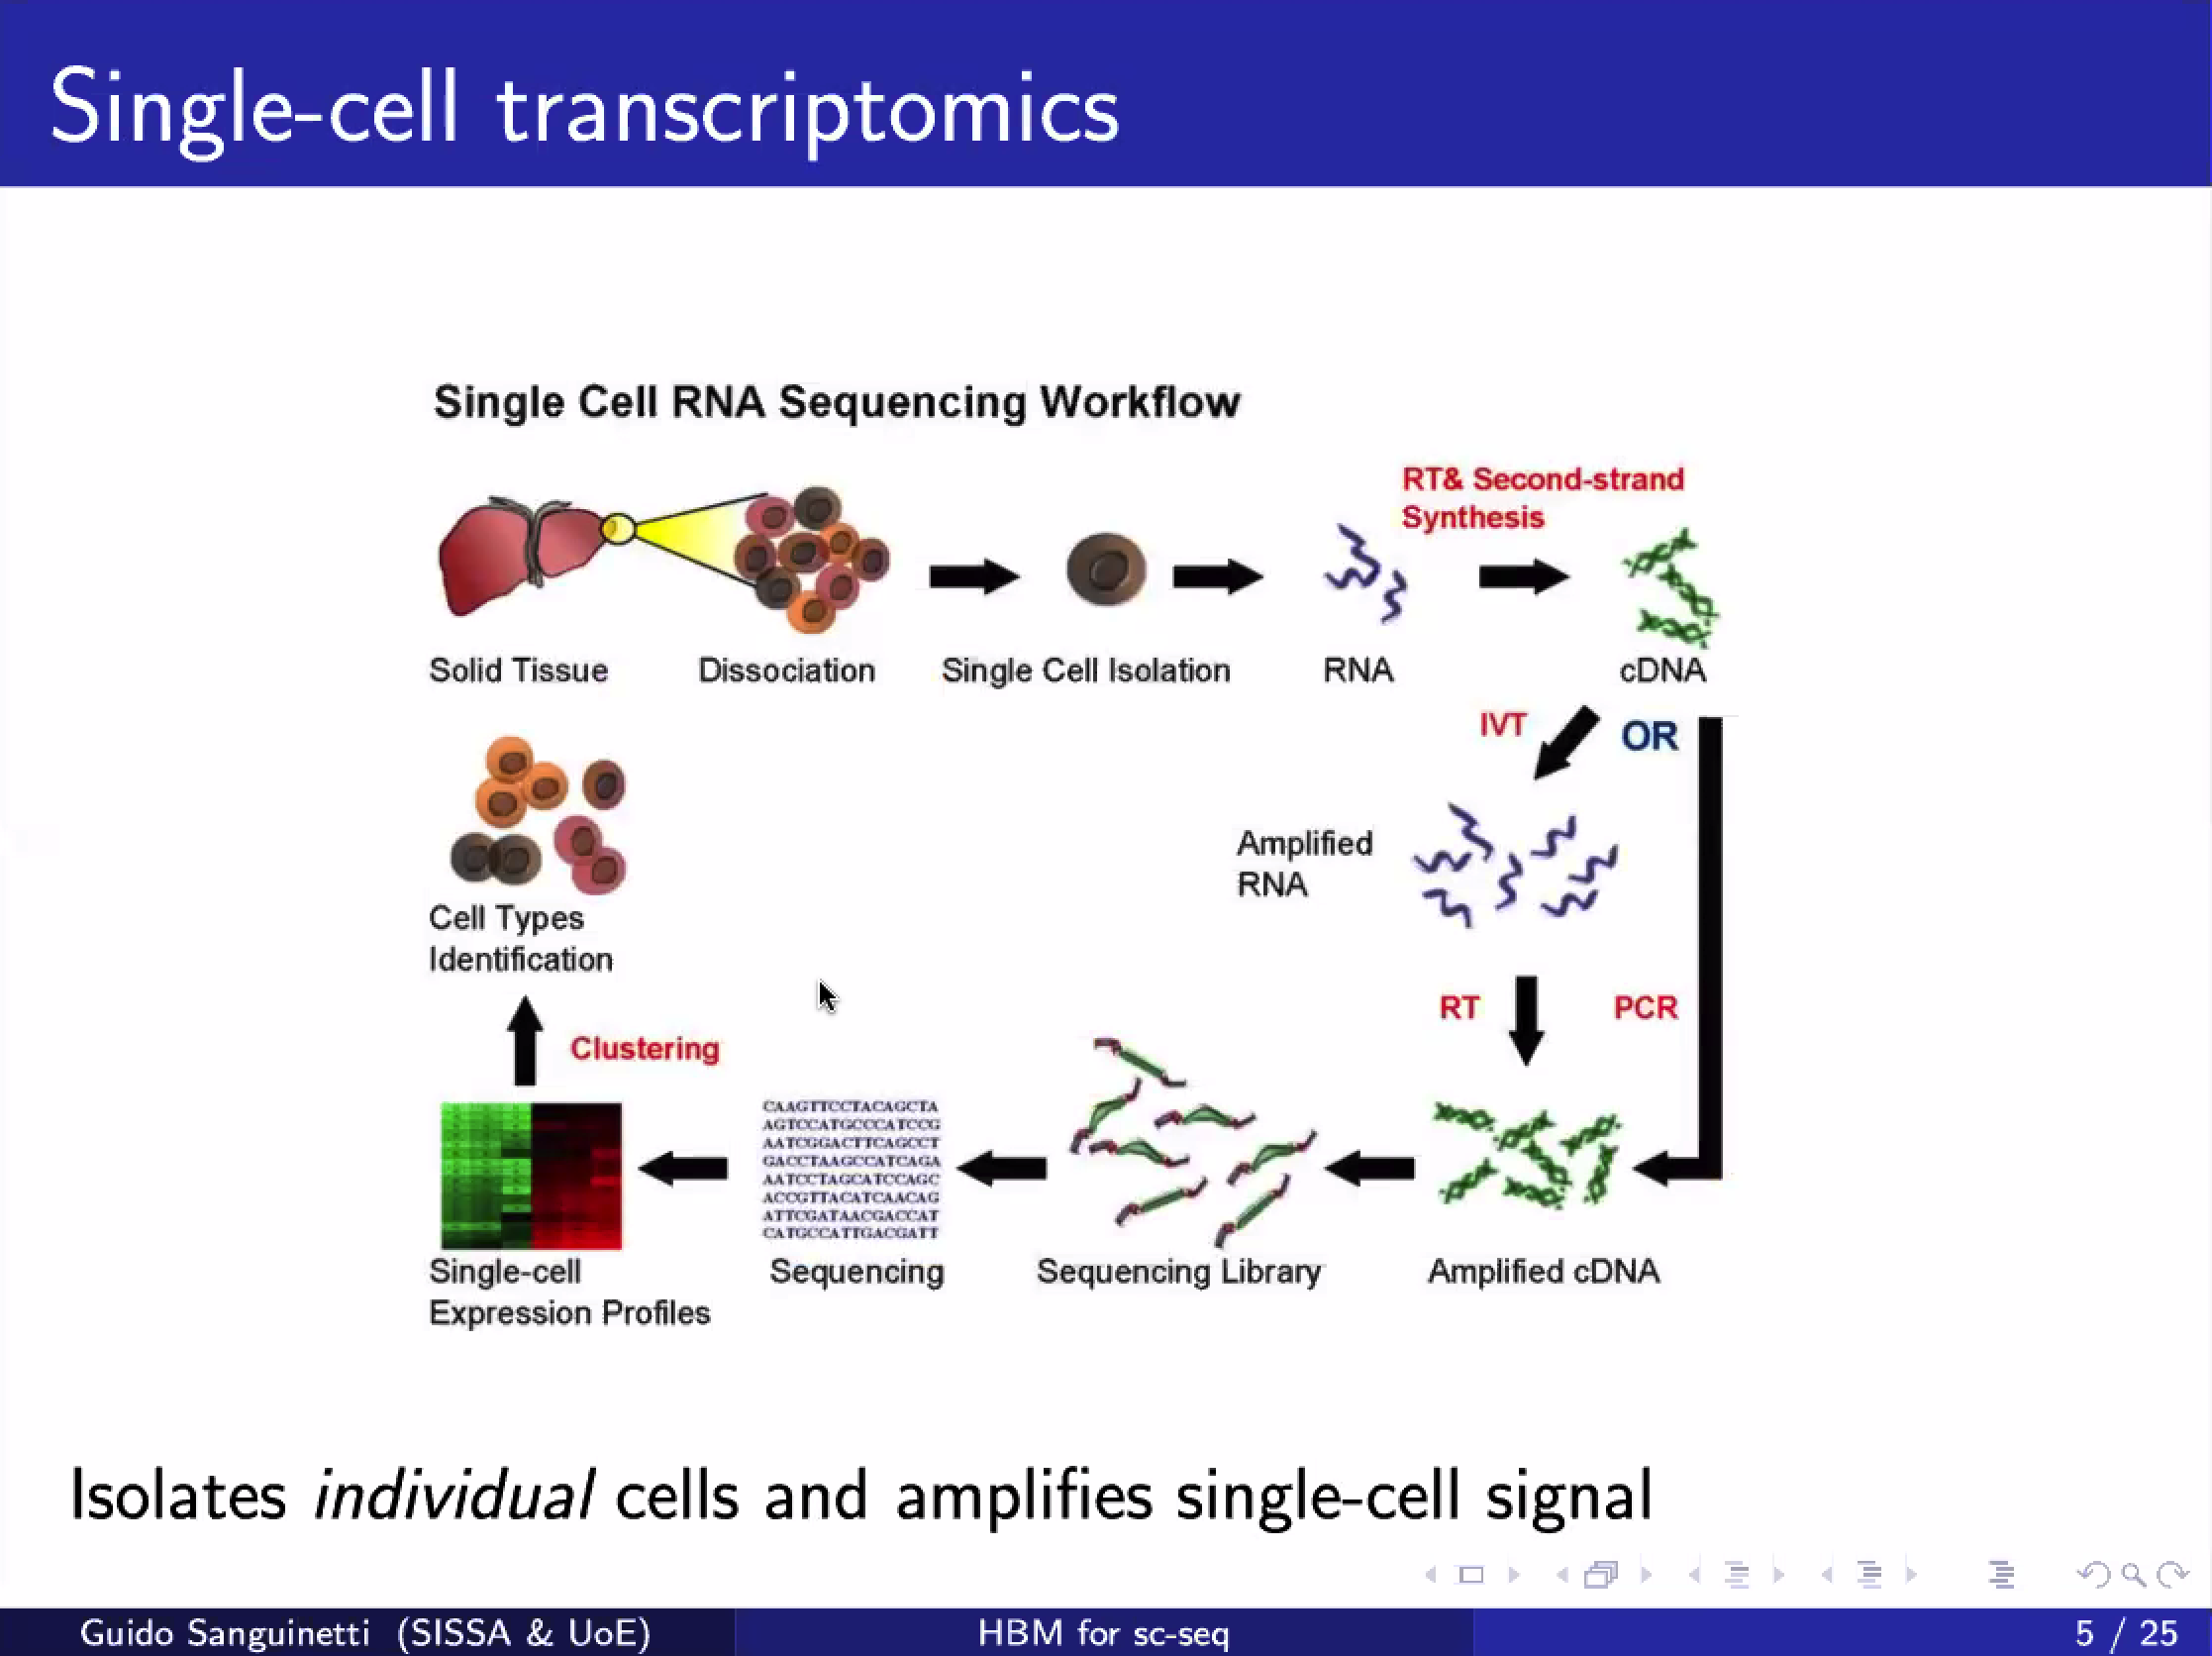 Single-cell transcriptomics
Single Cell RNA Sequencing Workflow
RT& Second-strand
Synthesis
Solid Tissue
Dissociation
Single Cell Isolation
RNA
cDNA
IVT
OR
Amplified
RNA
RT
PCR
Cell Types
Identification
Clustering
CAAGTTCCTACAGCTA
AGTCCATGCCCATCCG
AATCGGACTTCAGCCT
GACCTAAGCCATCAGA
AATCCTAGCATCCAGC
ACCGTTACATCAACAG
ATTCGATAACGACCAT
CATGCCATTGACGATT
Single-cell
Expression Profiles
Sequencing
Sequencing Library
Amplified cDNA
Isolates individual cells and amplifies single-cell signal
Guido Sanguinetti (SISSA & UoE)
HBM for sc-seq
5 / 25